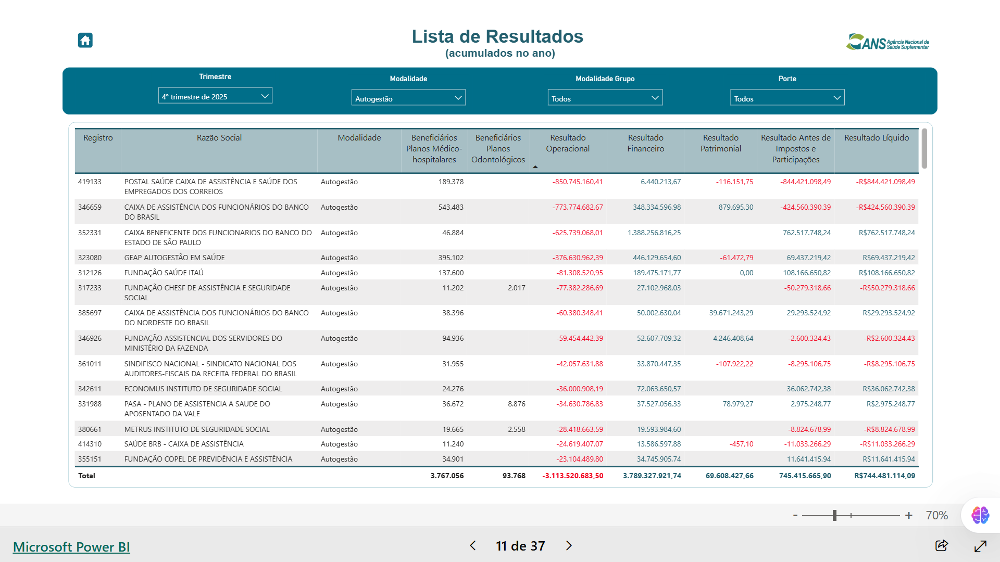 Lista de Resultados
(acumulados no ano)
ANS Agência Nacional de
Saúde Suplementar
Trimestre
4° trimestre de 2025
Modalidade
Autogestão
Modalidade Grupo
Todos
Porte
Todos
Registro Razão Social Modalidade Beneficiários Planos Médico-hospitalares Beneficiários Planos Odontológicos Resultado Operacional Resultado Financeiro Resultado Patrimonial Resultado Antes de Impostos e Participações Resultado Líquido
419133 POSTAL SAÚDE CAIXA DE ASSISTÊNCIA E SAÚDE DOS Autogestão 189.378 -850.745.160,41 6.440.213,67 -116.151,75 -844.421.098,49 -R$844.421.098,49
EMPREGADOS DOS CORREIOS
346659 CAIXA DE ASSISTÊNCIA DOS FUNCIONÁRIOS DO BANCO Autogestão 543.483 -773.774.682,67 348.334.596,98 879.695,30 -424.560.390,39 -R$424.560.390,39
DO BRASIL
352331 CAIXA BENEFICENTE DOS FUNCIONARIOS DO BANCO DO Autogestão 46.884 -625.739.068,01 1.388.256.816,25 762.517.748,24 R$762.517.748,24
ESTADO DE SÃO PAULO
323080 GEAP AUTOGESTÃO EM SAÚDE Autogestão 395.102 -376.630.962,39 446.129.654,60 -61.472,79 69.437.219,42 R$69.437.219,42
312126 FUNDAÇÃO SAÚDE ITAÚ Autogestão 137.600 -81.308.520,95 189.475.171,77 0,00 108.166.650,82 R$108.166.650,82
317233 FUNDAÇÃO CHESF DE ASSISTÊNCIA E SEGURIDADE Autogestão 11.202 2.017 -77.382.286,69 27.102.968,03 -50.279.318,66 -R$50.279.318,66
SOCIAL
385697 CAIXA DE ASSISTÊNCIA DOS FUNCIONÁRIOS DO BANCO Autogestão 38.396 -60.380.348,41 50.002.630,04 39.671.243,29 29.293.524,92 R$29.293.524,92
DO NORDESTE DO BRASIL
346926 FUNDAÇÃO ASSISTENCIAL DOS SERVIDORES DO Autogestão 94.936 -59.454.442,39 52.607.709,32 4.246.408,64 -2.600.324,43 -R$2.600.324,43
MINISTÉRIO DA FAZENDA
361011 SINDIFISCO NACIONAL - SINDICATO NACIONAL DOS Autogestão 31.955 -42.057.631,88 33.870.447,35 -107.922,22 -8.295.106,75 -R$8.295.106,75
AUDITORES-FISCAIS DA RECEITA FEDERAL DO BRASIL
342611 ECONOMUS INSTITUTO DE SEGURIDADE SOCIAL Autogestão 24.276 -36.000.908,19 72.063.650,57 36.062.742,38 R$36.062.742,38
331988 PASA - PLANO DE ASSISTENCIA A SAUDE DO Autogestão 36.672 8.876 -34.630.786,83 37.527.056,33 78.979,27 2.975.248,77 R$2.975.248,77
APOSENTADO DA VALE
380661 METRUS INSTITUTO DE SEGURIDADE SOCIAL Autogestão 19.665 2.558 -28.418.663,59 19.593.984,60 -8.824.678,99 -R$8.824.678,99
414310 SAÚDE BRB - CAIXA DE ASSISTÊNCIA Autogestão 11.240 -24.619.407,07 13.586.597,88 -457,10 -11.033.266,29 -R$11.033.266,29
355151 FUNDAÇÃO COPEL DE PREVIDÊNCIA E ASSISTÊNCIA Autogestão 34.901 -23.104.489,80 34.745.905,74 11.641.415,94 R$11.641.415,94
Total 3.767.056 93.768 -3.113.520.683,50 3.789.327.921,74 69.608.427,66 745.415.665,90 R$744.481.114,09
- + 70%
Microsoft Power BI
11 de 37